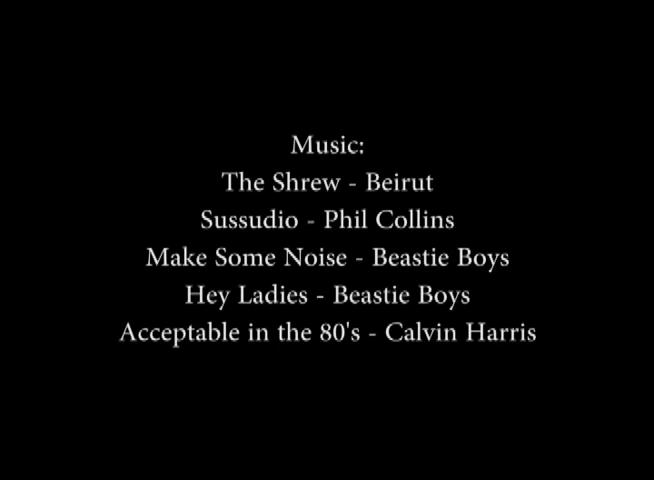 Music:
The Shrew - Beirut
Sussudio - Phil Collins
Make Some Noise - Beastie Boys
Hey Ladies - Beastie Boys
Acceptable in the 80's - Calvin Harris